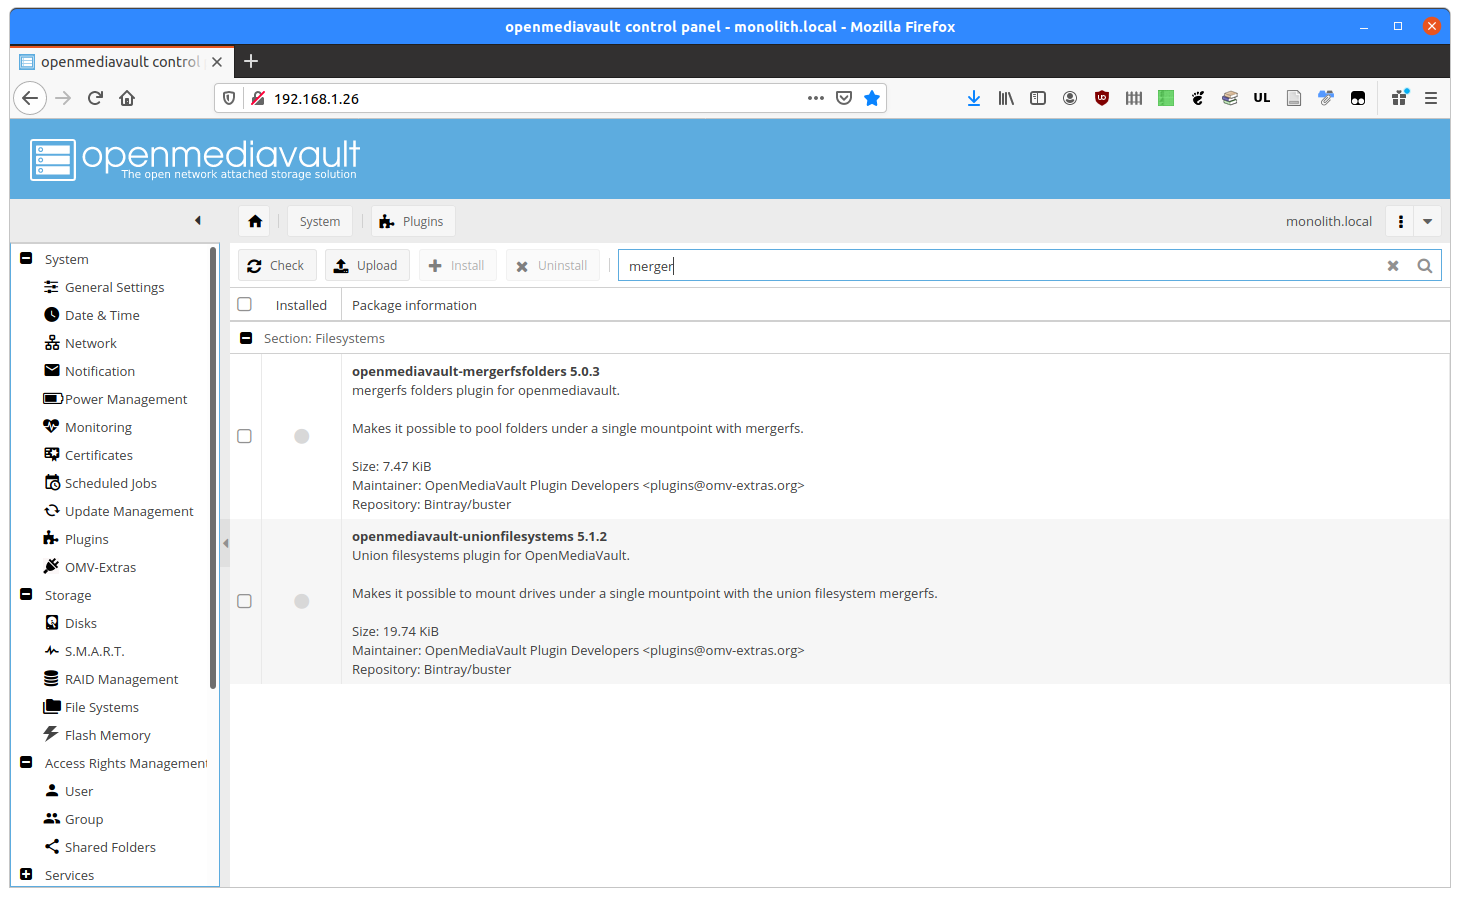 openmediavault control panel - monolith.local - Mozilla Firefox
openmediavault control
192.168.1.26
UL
openmediavault
The open network attached storage solution
System
Plugins
monolith.local
Check
Upload
Install
Uninstall
merger
System
General Settings
Date & Time
Network
Notification
Power Management
Monitoring
Certificates
Scheduled Jobs
Update Management
Plugins
OMV-Extras
Storage
Disks
S.M.A.R.T.
RAID Management
File Systems
Flash Memory
Access Rights Management
User
Group
Shared Folders
Services
Installed
Package information
Section: Filesystems
openmediavault-mergerfsfolders 5.0.3
mergerfs folders plugin for openmediavault.
Makes it possible to pool folders under a single mountpoint with mergerfs.
Size: 7.47 KiB
Maintainer: OpenMediaVault Plugin Developers <plugins@omv-extras.org>
Repository: Bintray/buster
openmediavault-unionfilesystems 5.1.2
Union filesystems plugin for OpenMediaVault.
Makes it possible to mount drives under a single mountpoint with the union filesystem mergerfs.
Size: 19.74 KiB
Maintainer: OpenMediaVault Plugin Developers <plugins@omv-extras.org>
Repository: Bintray/buster